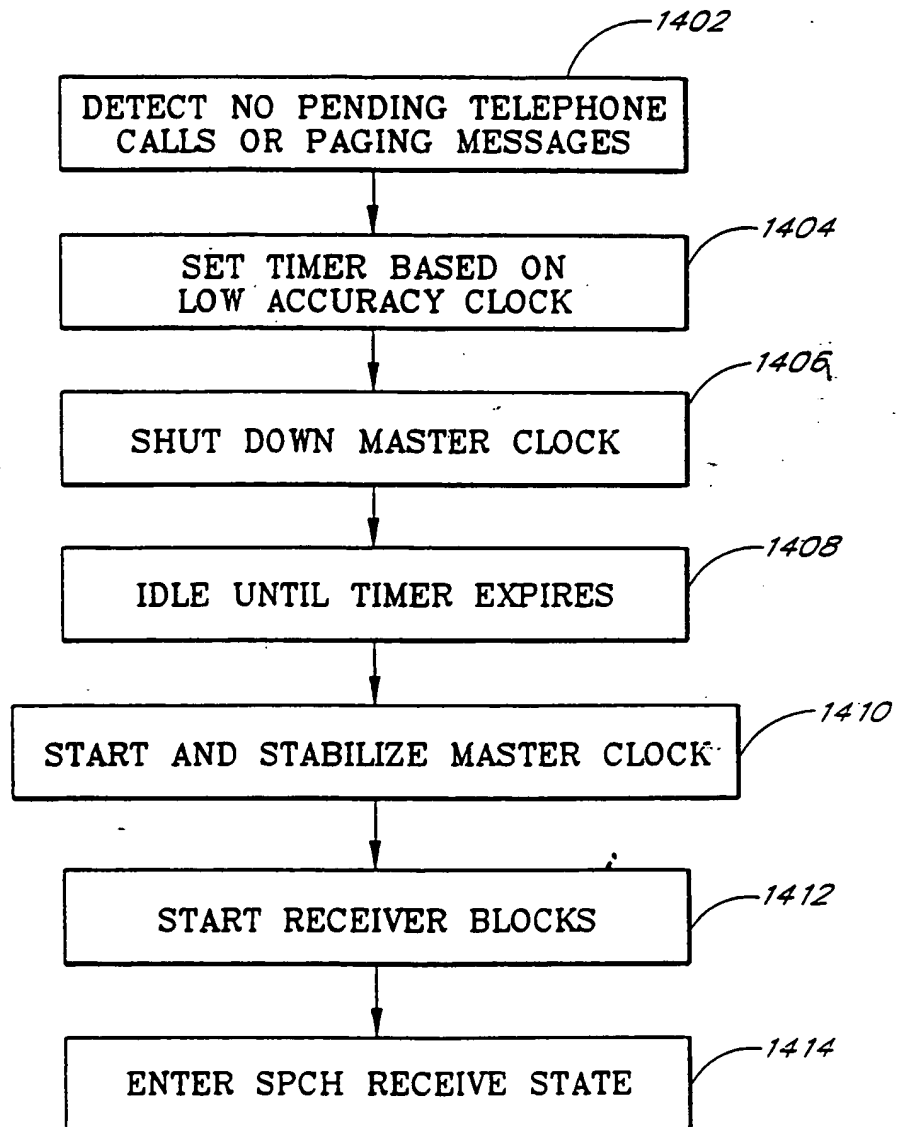 1402
DETECT NO PENDING TELEPHONE
CALLS OR PAGING MESSAGES
1404
SET TIMER BASED ON
LOW ACCURACY CLOCK
1406
SHUT DOWN MASTER CLOCK
1408
IDLE UNTIL TIMER EXPIRES
1410
START AND STABILIZE MASTER CLOCK
1412
START RECEIVER BLOCKS
1414
ENTER SPCH RECEIVE STATE